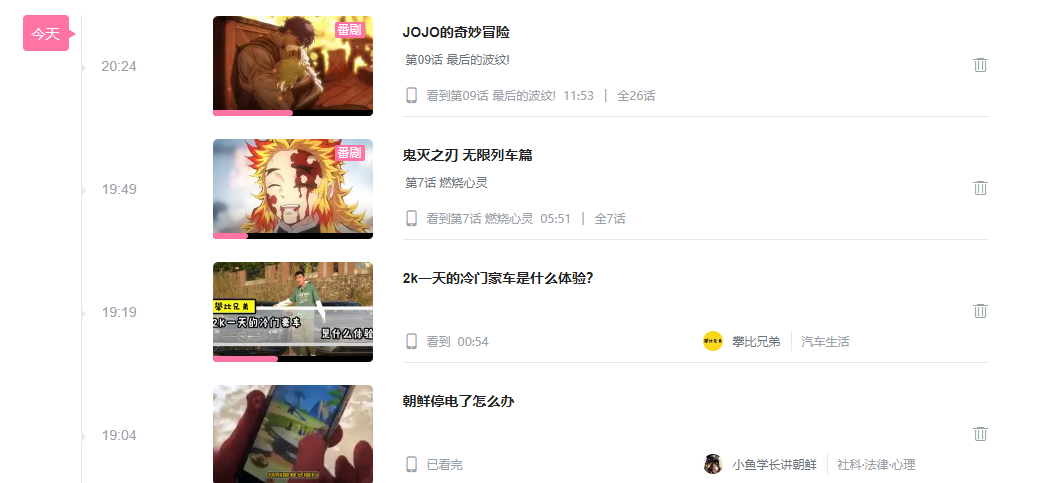 今天
20:24
番剧
JOJO的奇妙冒险
第09话 最后的波纹!
看到第09话 最后的波纹! 11:53 | 全26话
19:49
番剧
鬼灭之刃 无限列车篇
第7话 燃烧心灵
看到第7话 燃烧心灵 05:51 | 全7话
19:19
攀比兄弟
2K一天的冷门豪车
是什么体验
2k一天的冷门豪车是什么体验?
看到 00:54
攀比兄弟
汽车生活
19:04
朝鲜停电了怎么办
已看完
小鱼学长讲朝鲜
社科·法律·心理